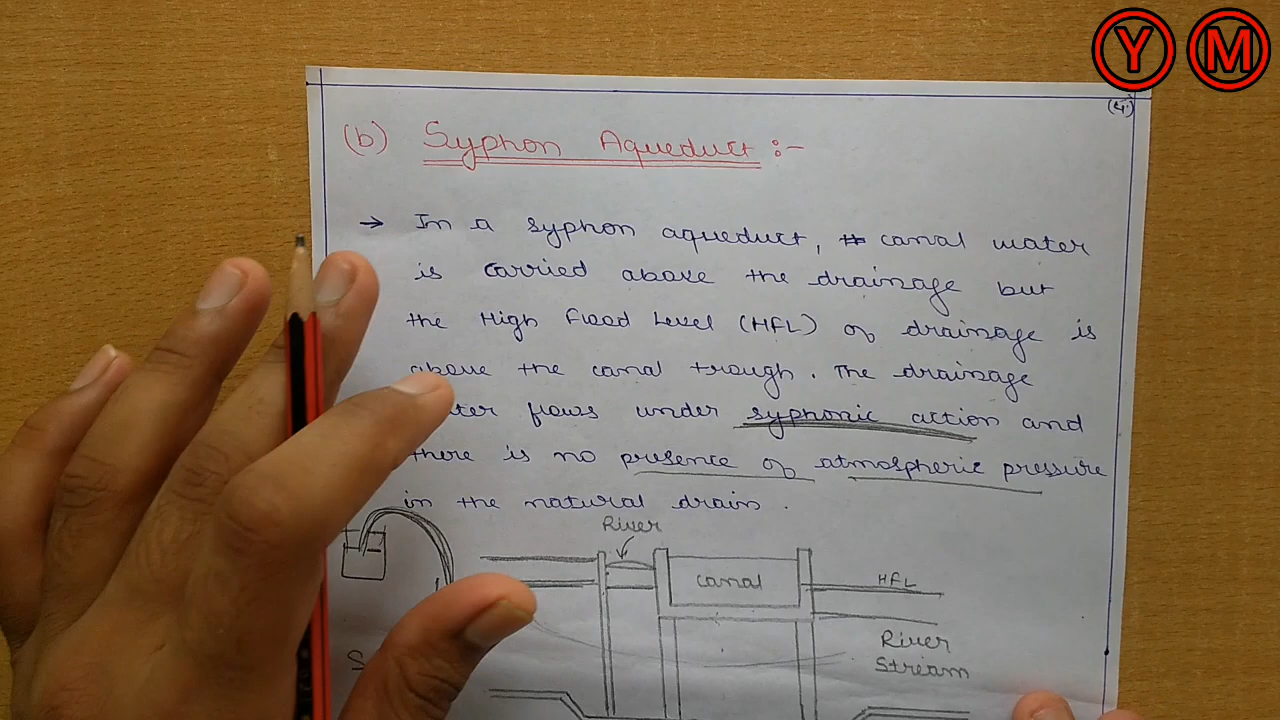 Y M
(4.)
(b) Syphon Aqueduct :-
→ In a syphon aqueduct, canal water
is carried above the drainage but
the High Flood Level (HFL) of drainage is
above the canal trough. The drainage
flows under syphonic action and
there is no presence of atmospheric pressure
in the natural drain.
River
canal
HFL
River
Stream